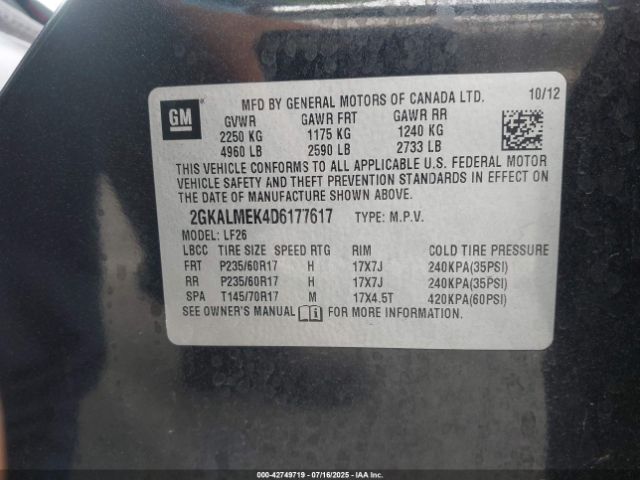 GM
MFD BY GENERAL MOTORS OF CANADA LTD. 10/12
GVWR GAWR FRT GAWR RR
2250 KG 1175 KG 1240 KG
4960 LB 2590 LB 2733 LB
THIS VEHICLE CONFORMS TO ALL APPLICABLE U.S. FEDERAL MOTOR
VEHICLE SAFETY AND THEFT PREVENTION STANDARDS IN EFFECT ON
THE DATE OF MANUFACTURE SHOWN ABOVE.
2GKALMEK4D6177617 TYPE: M.P.V.
MODEL: LF26
LBCC TIRE SIZE SPEED RTG RIM COLD TIRE PRESSURE
FRT P235/60R17 H 17X7J 240KPA(35PSI)
RR P235/60R17 H 17X7J 240KPA(35PSI)
SPA T145/70R17 M 17X4.5T 420KPA(60PSI)
SEE OWNER'S MANUAL i FOR MORE INFORMATION.
000-42749719 - 07/16/2025 - IAAI.COM